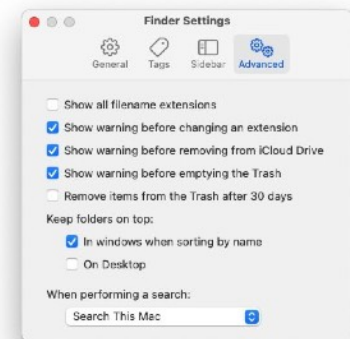 Finder Settings
General Tags Sidebar Advanced
Show all filename extensions
Show warning before changing an extension
Show warning before removing from iCloud Drive
Show warning before emptying the Trash
Remove items from the Trash after 30 days
Keep folders on top:
In windows when sorting by name
On Desktop
When performing a search:
Search This Mac